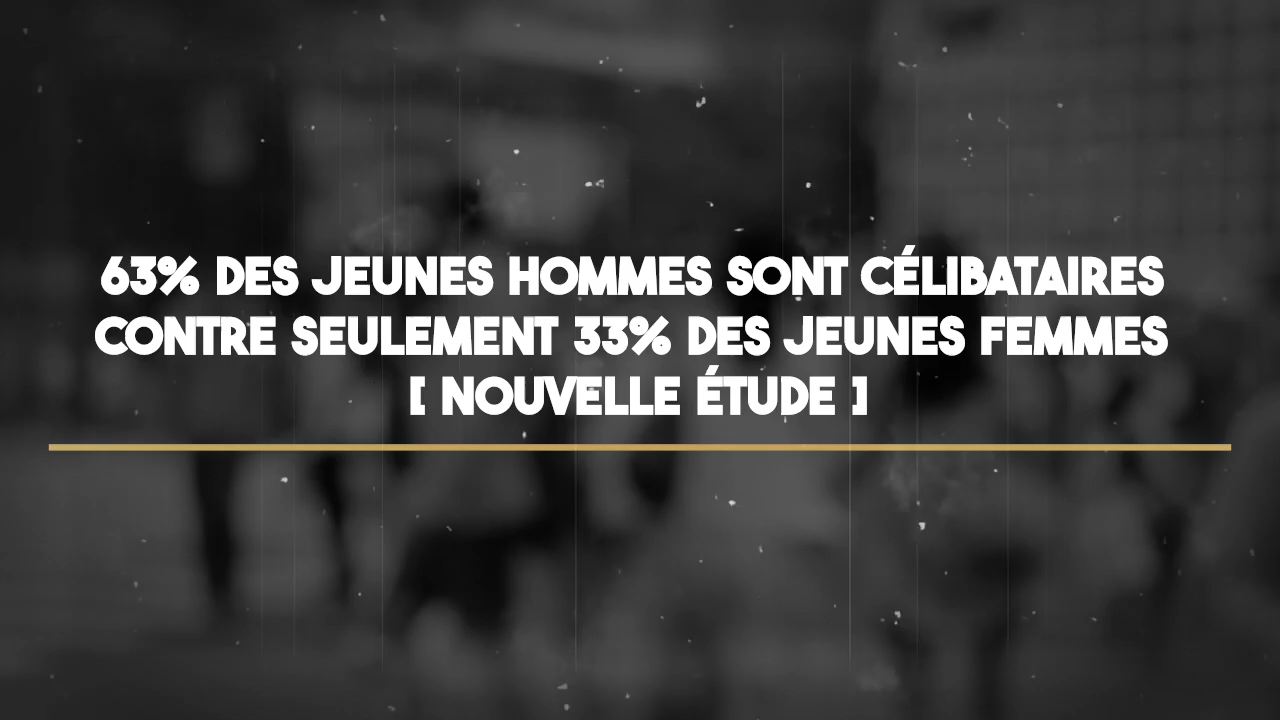 63% DES JEUNES HOMMES SONT CÉLIBATAIRES
CONTRE SEULEMENT 33% DES JEUNES FEMMES
[ NOUVELLE ÉTUDE ]